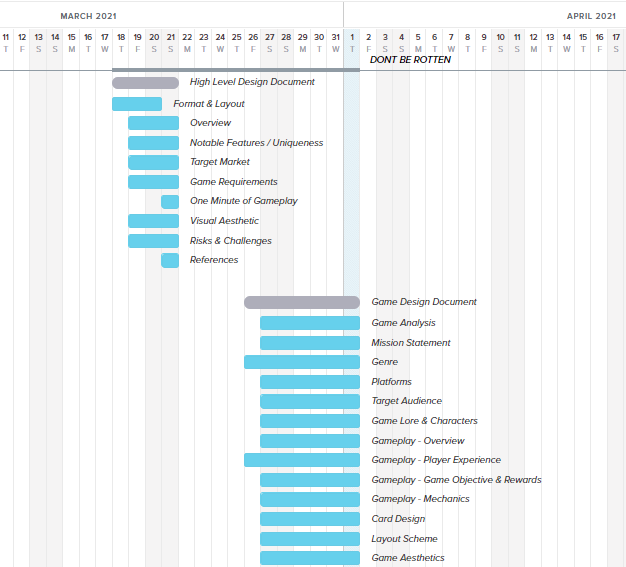 MARCH 2021 APRIL 2021
11 12 13 14 15 16 17 18 19 20 21 22 23 24 25 26 27 28 29 30 31 1 2 3 4 5 6 7 8 9 10 11 12 13 14 15 16 17
T F S S M T W T F S S M T W T F S S M T W T F S S M T W T F S S M T W T F S
DONT BE ROTTEN
High Level Design Document
Format & Layout
Overview
Notable Features / Uniqueness
Target Market
Game Requirements
One Minute of Gameplay
Visual Aesthetic
Risks & Challenges
References
Game Design Document
Game Analysis
Mission Statement
Genre
Platforms
Target Audience
Game Lore & Characters
Gameplay - Overview
Gameplay - Player Experience
Gameplay - Game Objective & Rewards
Gameplay - Mechanics
Card Design
Layout Scheme
Game Aesthetics